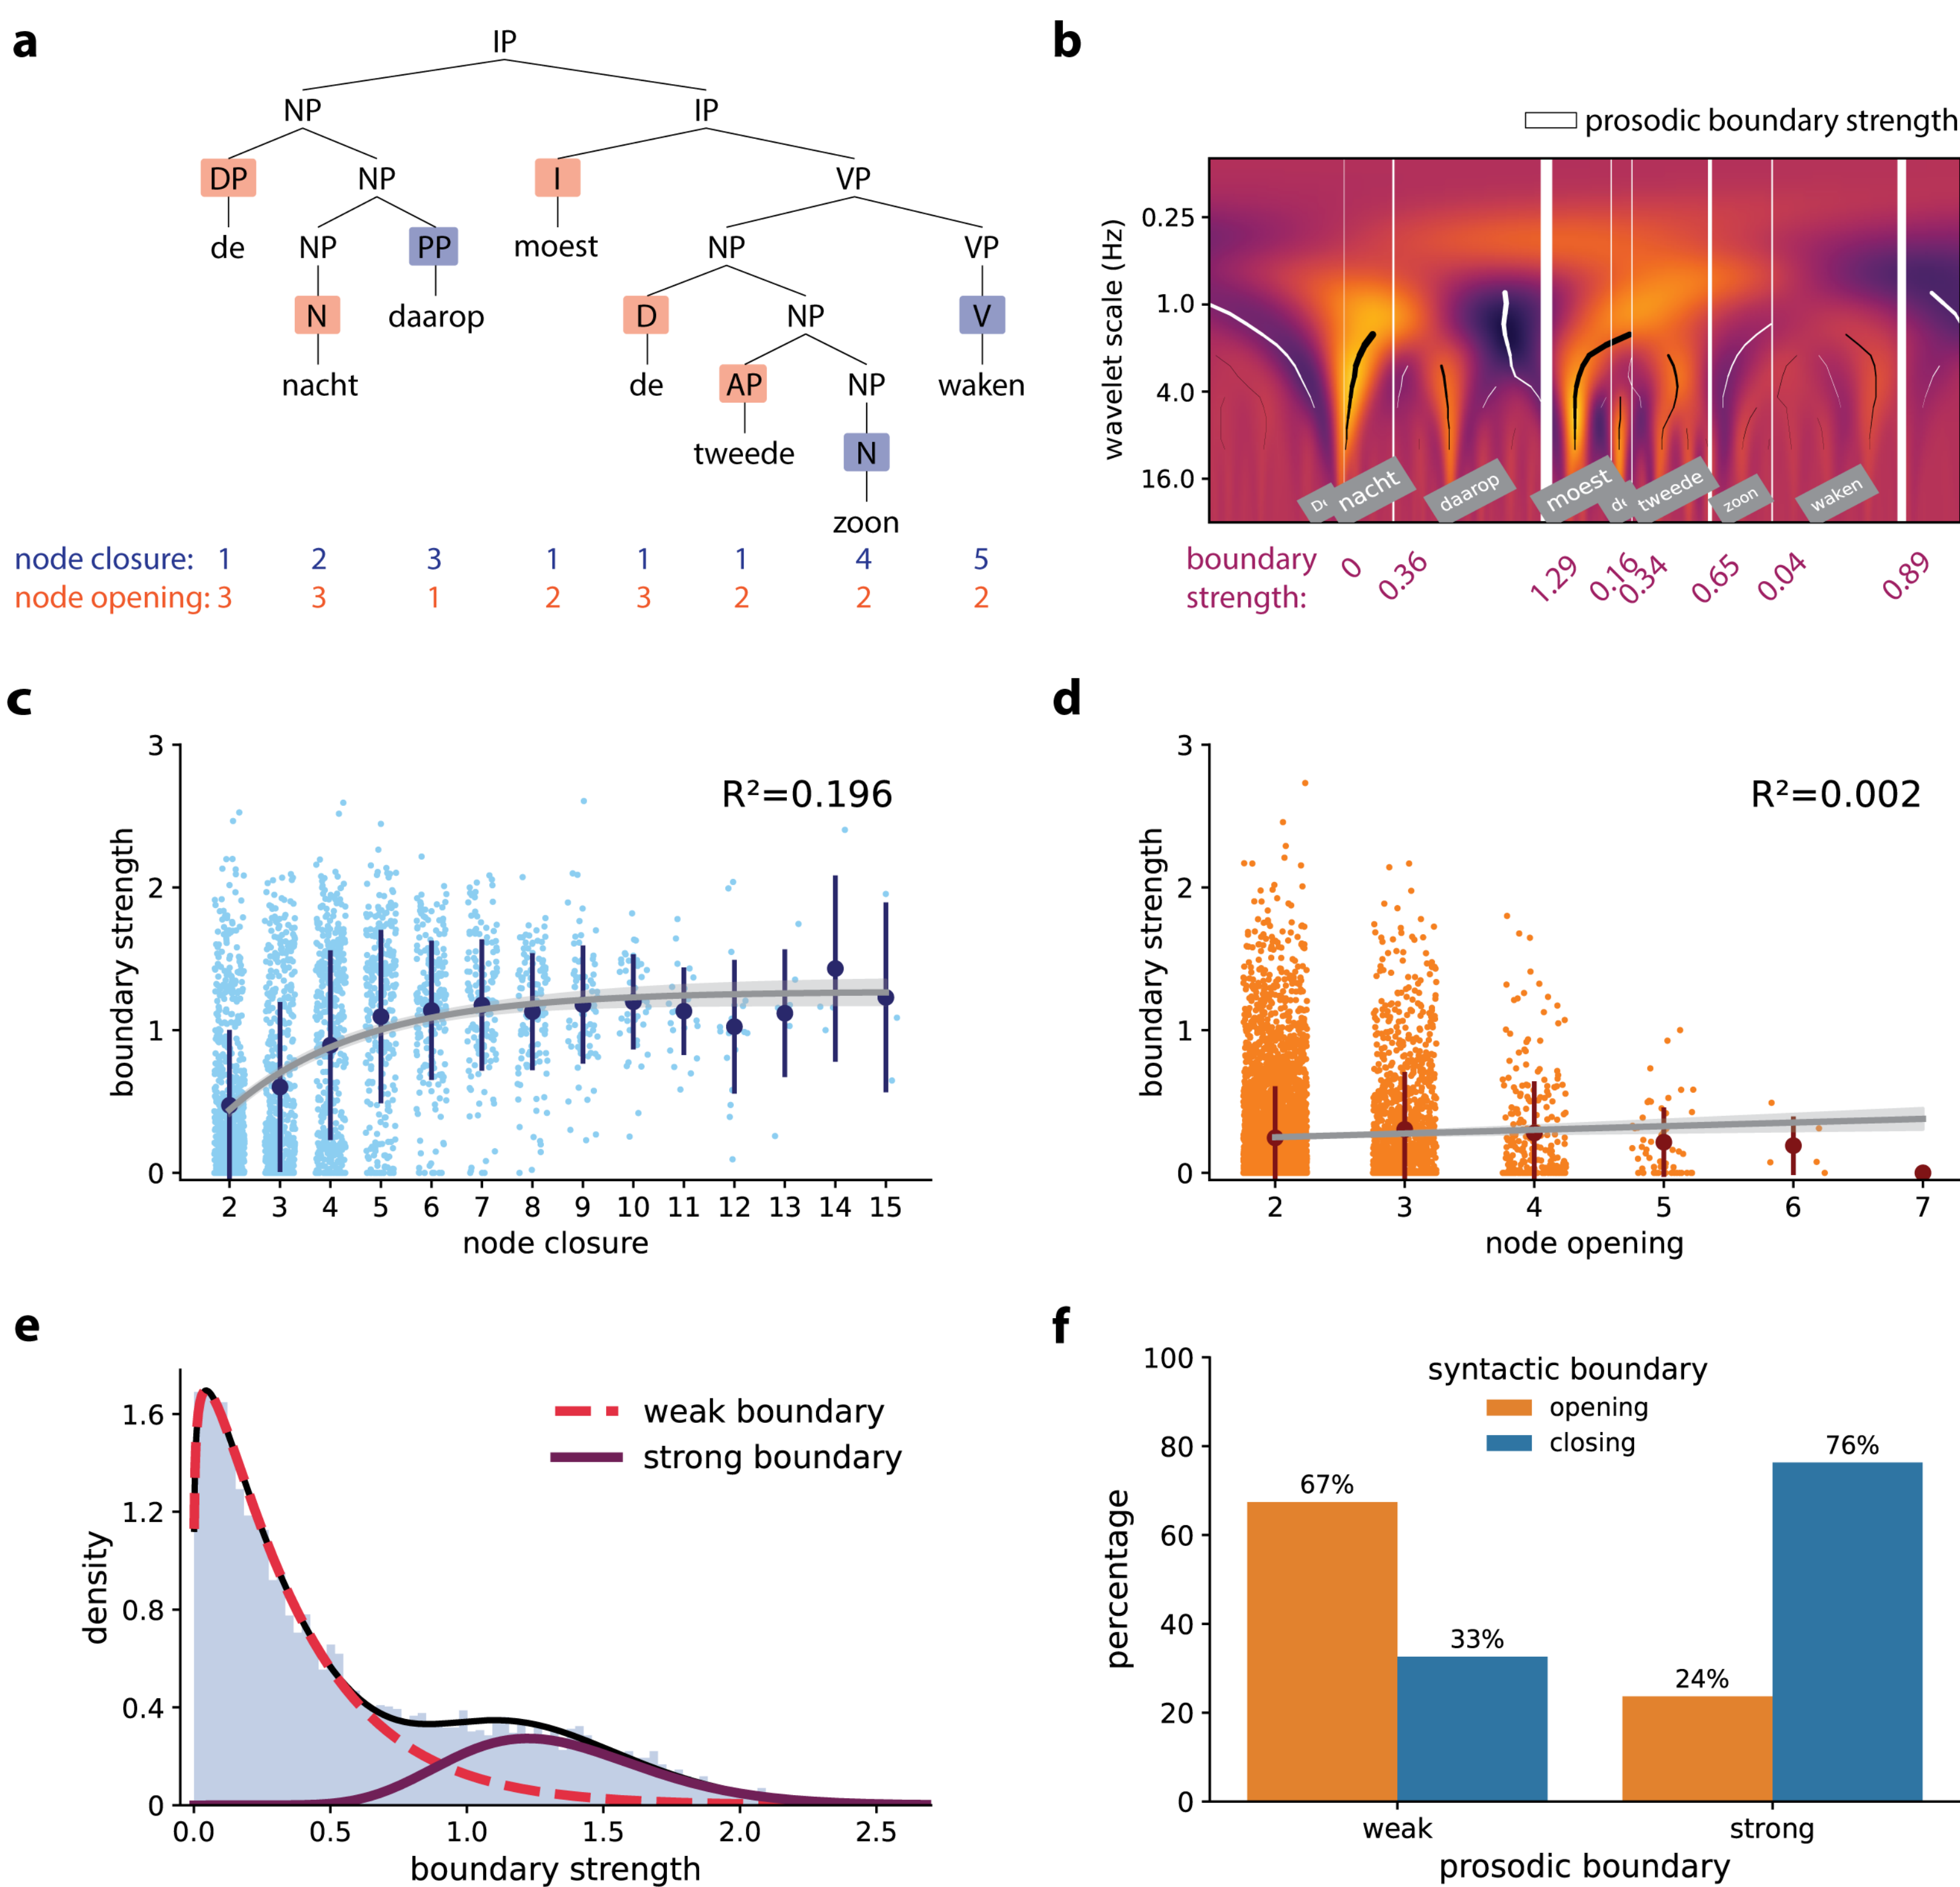 a
IP
NP IP
DP NP I VP
de NP PP moest NP VP
N daarop D NP V
nacht de AP NP waken
tweede N
zoon
node closure: 1 2 3 1 1 1 4 5
node opening: 3 3 1 2 3 2 2 2
b
prosodic boundary strength
wavelet scale (Hz)
0.25
1.0
4.0
16.0
nacht daarop moest tweede zoon waken
boundary
strength:
0 0.36 1.29 0.16 0.34 0.65 0.04 0.89
c
boundary strength
3
2
1
0
R²=0.196
2 3 4 5 6 7 8 9 10 11 12 13 14 15
node closure
d
boundary strength
3
2
1
0
R²=0.002
2 3 4 5 6 7
node opening
e
density
1.6
1.2
0.8
0.4
0
weak boundary
strong boundary
0.0 0.5 1.0 1.5 2.0 2.5
boundary strength
f
percentage
100
80
60
40
20
0
syntactic boundary
opening
closing
67%
33%
24%
76%
weak strong
prosodic boundary